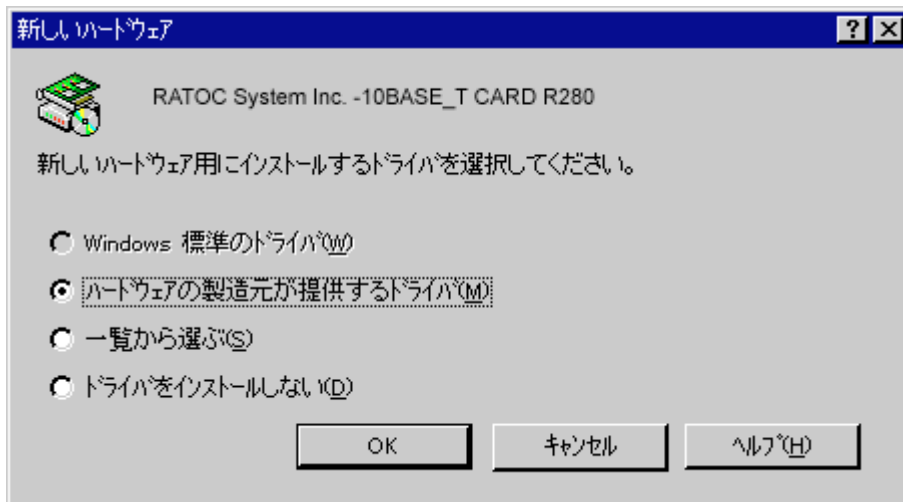 新しいハードウェア
RATOC System Inc. -10BASE_T CARD R280
新しいハードウェア用にインストールするドライバを選択してください。
Windows 標準のドライバ(W)
ハードウェアの製造元が提供するドライバ(M)
一覧から選ぶ(S)
ドライバをインストールしない(D)
OK キャンセル ヘルプ(H)